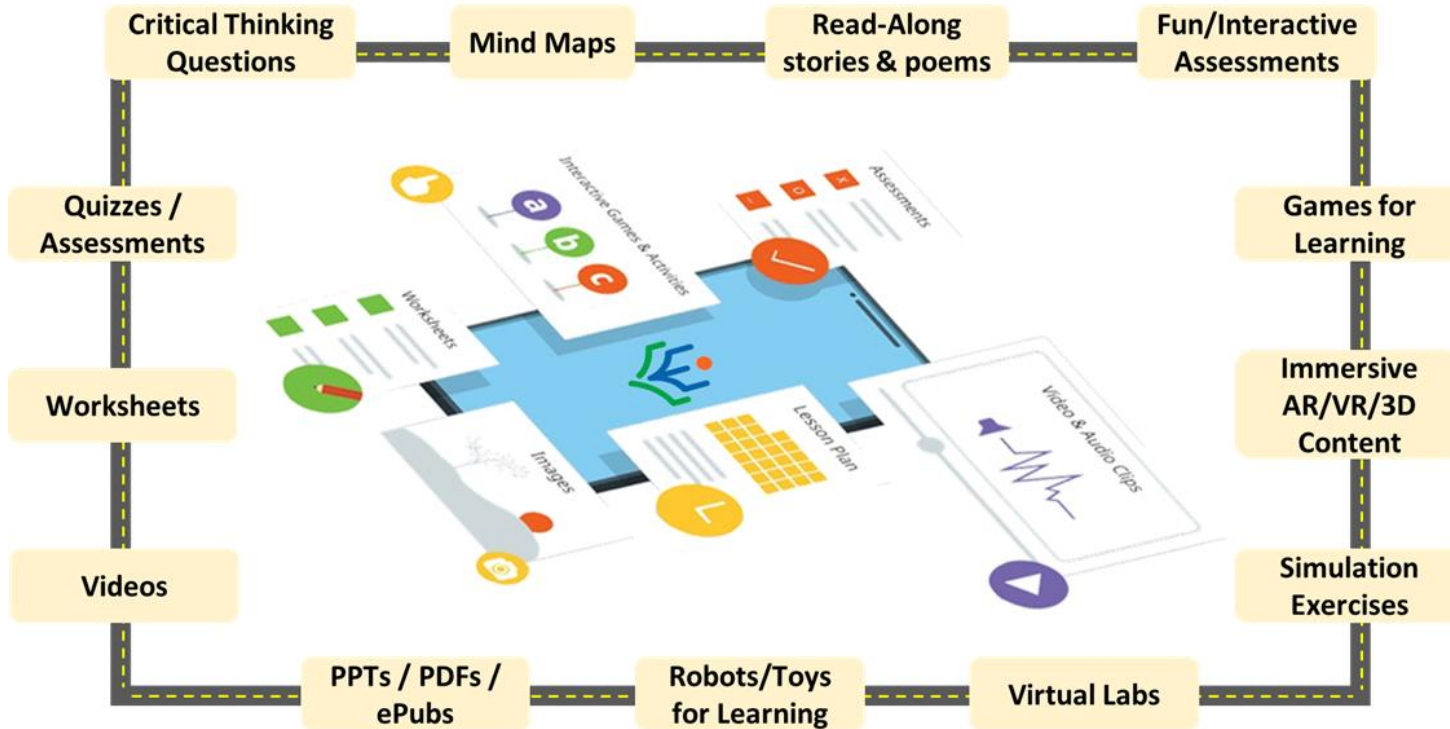 Critical Thinking
Questions
Mind Maps
Read-Along
stories & poems
Fun/Interactive
Assessments
Quizzes /
Assessments
Games for
Learning
Worksheets
Immersive
AR/VR/3D
Content
Videos
Simulation
Exercises
PPTs / PDFs /
ePubs
Robots/Toys
for Learning
Virtual Labs
Interactive Games & Activities
a
b
c
Assessments
- O X
Worksheets
Images
Lesson Plan
Video & Audio Clips